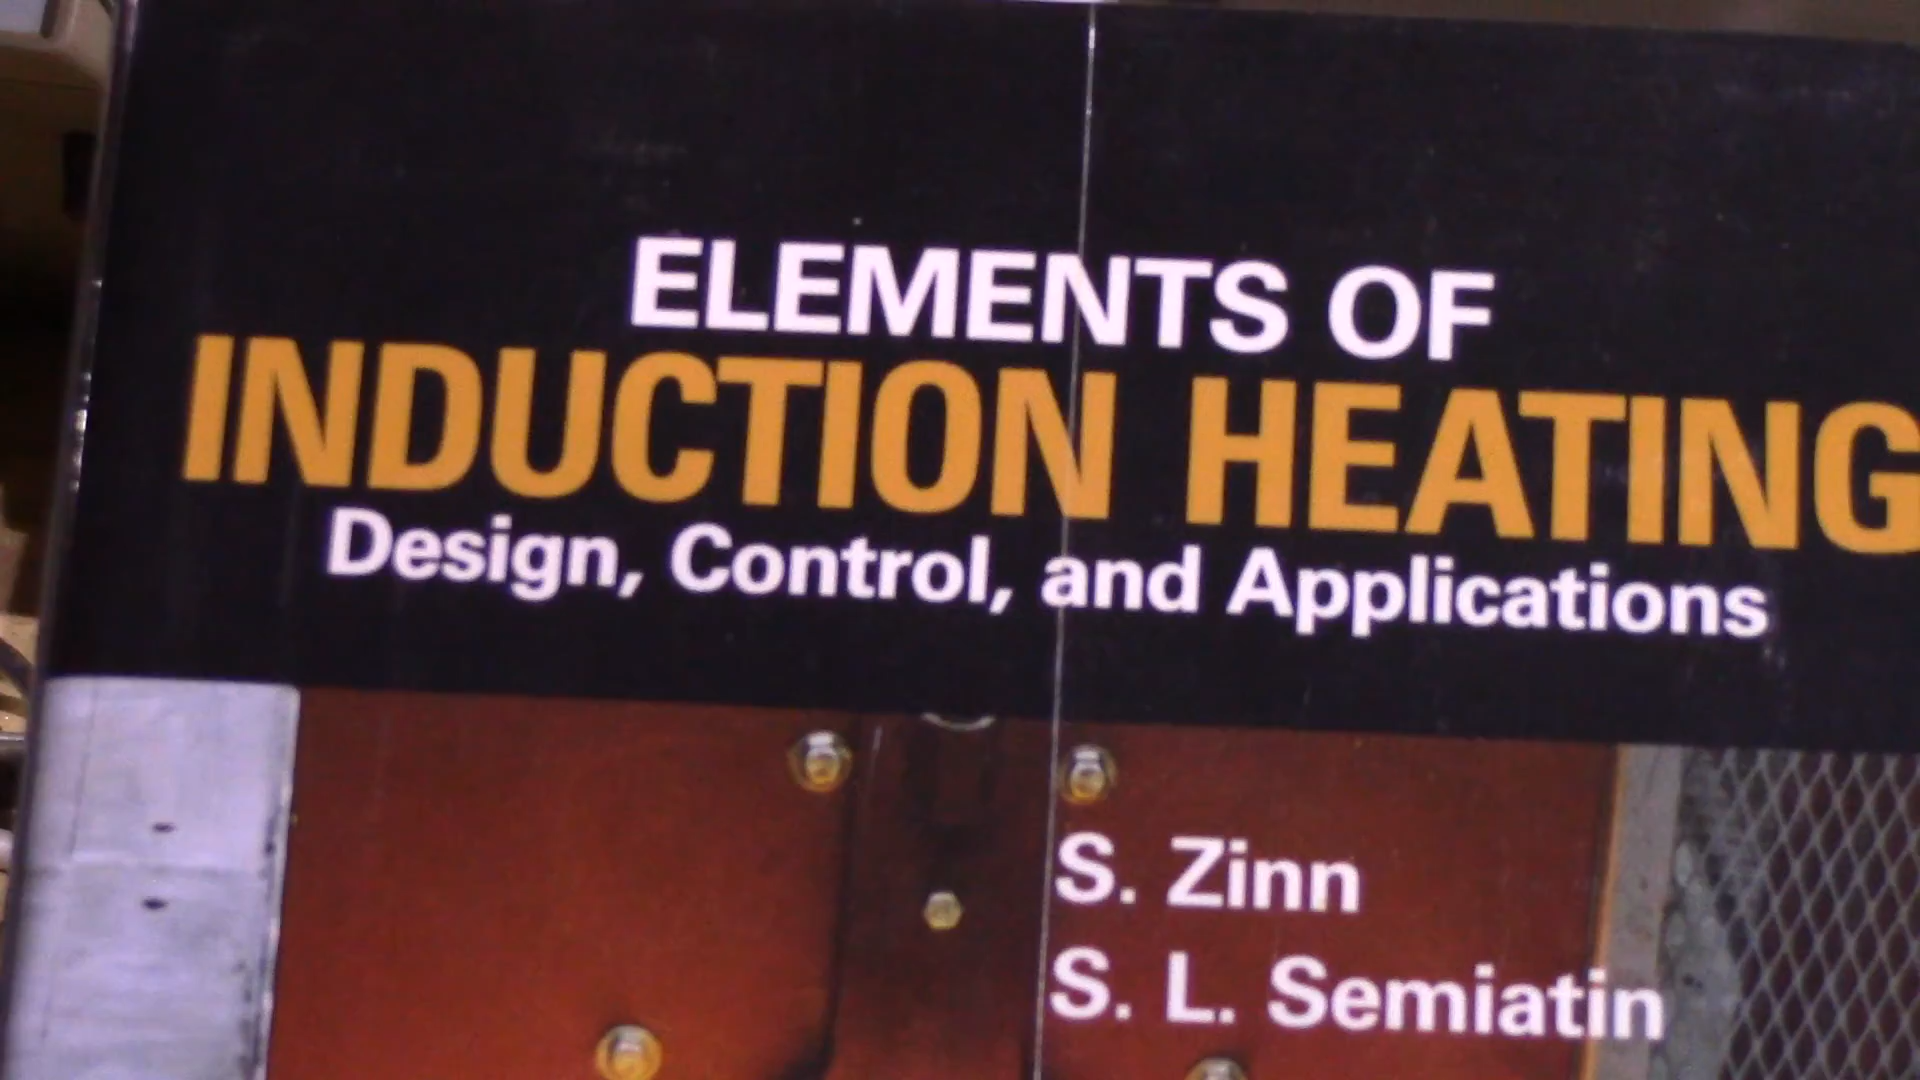 ELEMENTS OF
INDUCTION HEATING
Design, Control, and Applications
S. Zinn
S. L. Semiatin